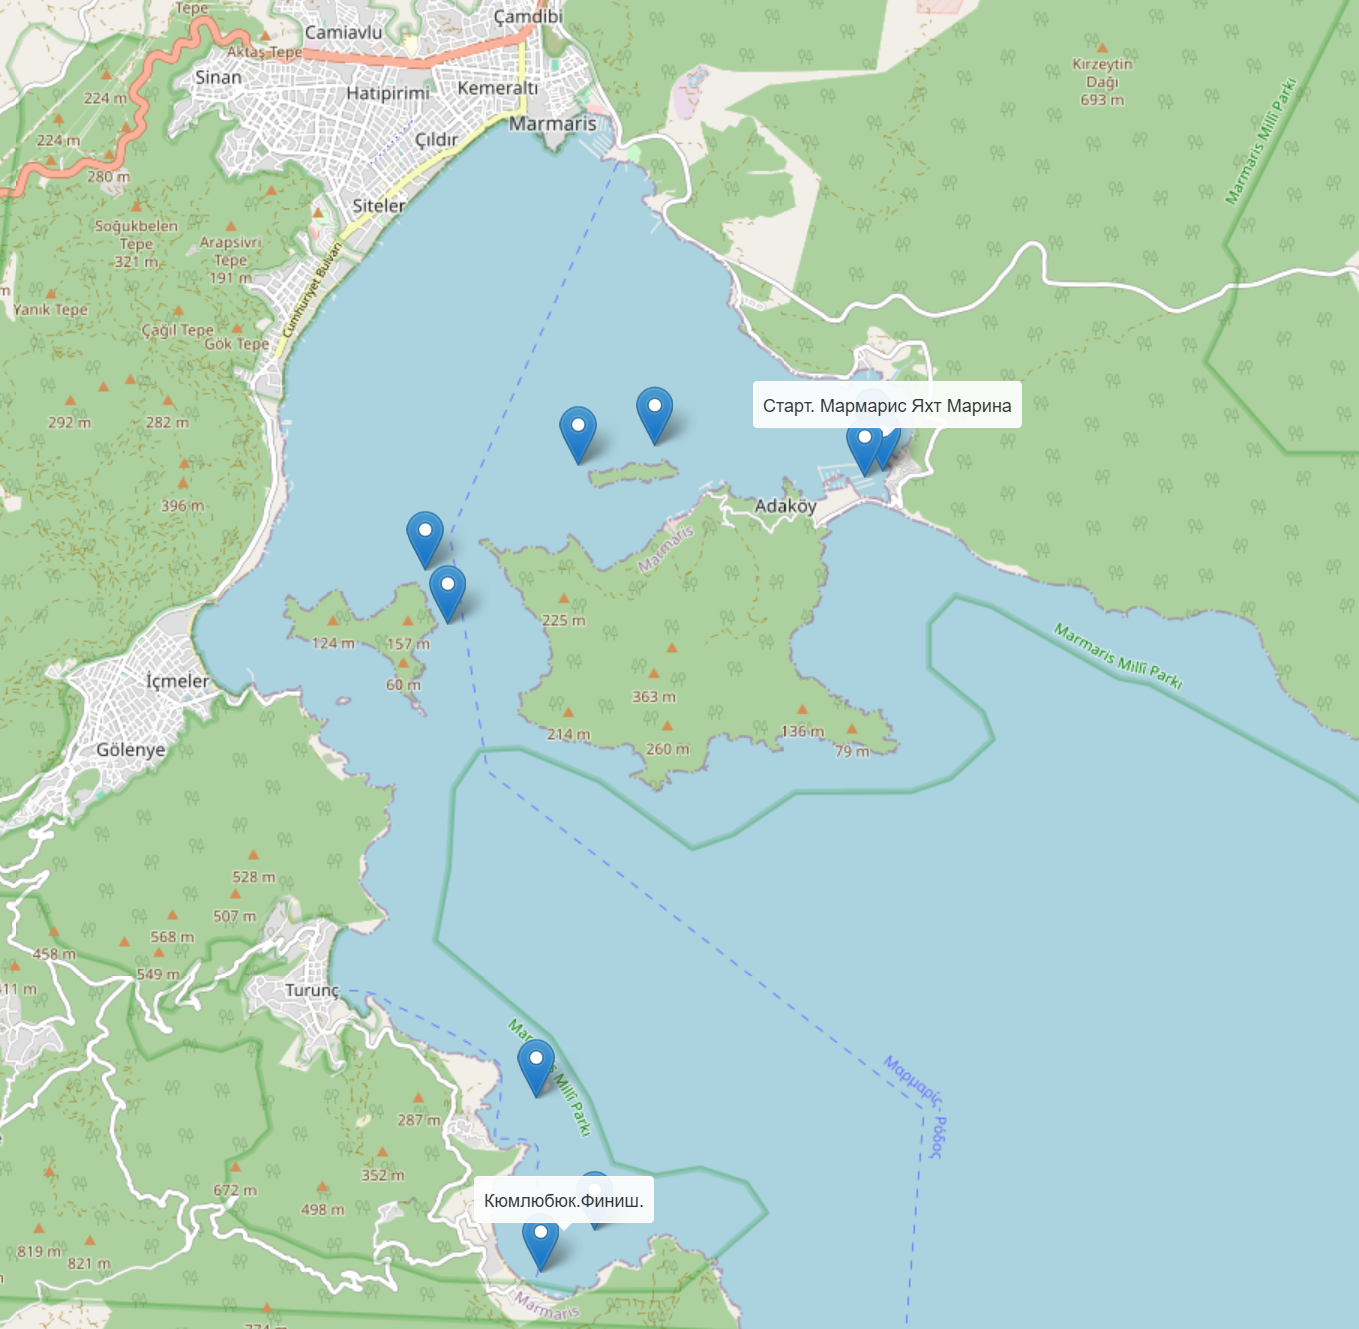 Tepe
Çamdibi
Camiavlu
Aktaş Tepe
Sinan
Kemeraltı
Hatipirimi
224 m
Marmaris
Çıldır
224 m
280 m
Kırzeytin
Dağı
693 m
Marmaris Millî Parkı
Siteler
Soğukbelen
Tepe
321 m
Arapsivri
Tepe
191 m
Cumhuriyet Bulvarı
Yanık Tepe
Çağıl Tepe
Gök Tepe
292 m
282 m
Старт. Мармарис Яхт Марина
396 m
Adaköy
Marmaris
225 m
124 m
157 m
60 m
363 m
214 m
260 m
136 m
79 m
Marmaris Millî Parkı
İçmeler
Gölenye
528 m
507 m
568 m
458 m
549 m
Turunç
Millî Parkı
Μαρμαρίς - Ρόδος
287 m
352 m
672 m
498 m
Кюмлюбюк.Финиш.
819 m
821 m
Marmaris